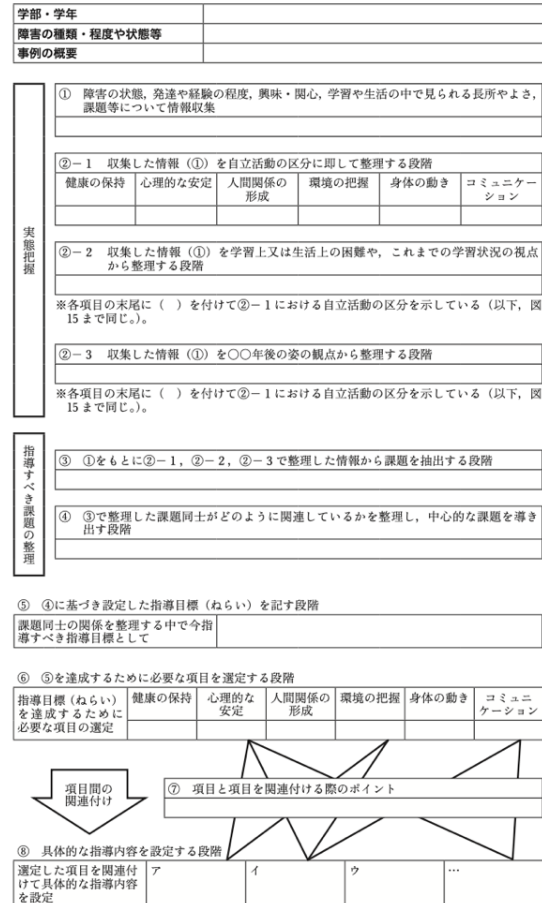 学部・学年
障害の種類・程度や状態等
事例の概要
実態把握
① 障害の状態，発達や経験の程度，興味・関心，学習や生活の中で見られる長所やよさ，
課題等について情報収集
②－１ 収集した情報（①）を自立活動の区分に即して整理する段階
健康の保持
心理的な安定
人間関係の
形成
環境の把握
身体の動き
コミュニケー
ション
②－２ 収集した情報（①）を学習上又は生活上の困難や，これまでの学習状況の視点
から整理する段階
※各項目の末尾に（ ）を付けて②－１における自立活動の区分を示している（以下，図
15 まで同じ。）。
②－３ 収集した情報（①）を〇〇年後の姿の観点から整理する段階
※各項目の末尾に（ ）を付けて②－１における自立活動の区分を示している（以下，図
15 まで同じ。）。
指導すべき課題の整理
③ ①をもとに②－１，②－２，②－３で整理した情報から課題を抽出する段階
④ ③で整理した課題同士がどのように関連しているかを整理し，中心的な課題を導き
出す段階
⑤ ④に基づき設定した指導目標（ねらい）を記す段階
課題同士の関係を整理する中で今指
導すべき指導目標として
⑥ ⑤を達成するために必要な項目を選定する段階
指導目標（ねらい）
を達成するために
必要な項目の選定
健康の保持
心理的な
安定
人間関係の
形成
環境の把握
身体の動き
コミュニ
ケーション
項目間の
関連付け
⑦ 項目と項目を関連付ける際のポイント
⑧ 具体的な指導内容を設定する段階
選定した項目を関連付
けて具体的な指導内容
を設定
ア
イ
ウ
…